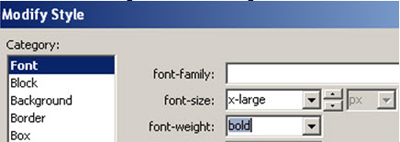 Modify Style
Category:
Font
Block
Background
Border
Box
font-family:
font-size: x-large px
font-weight: bold